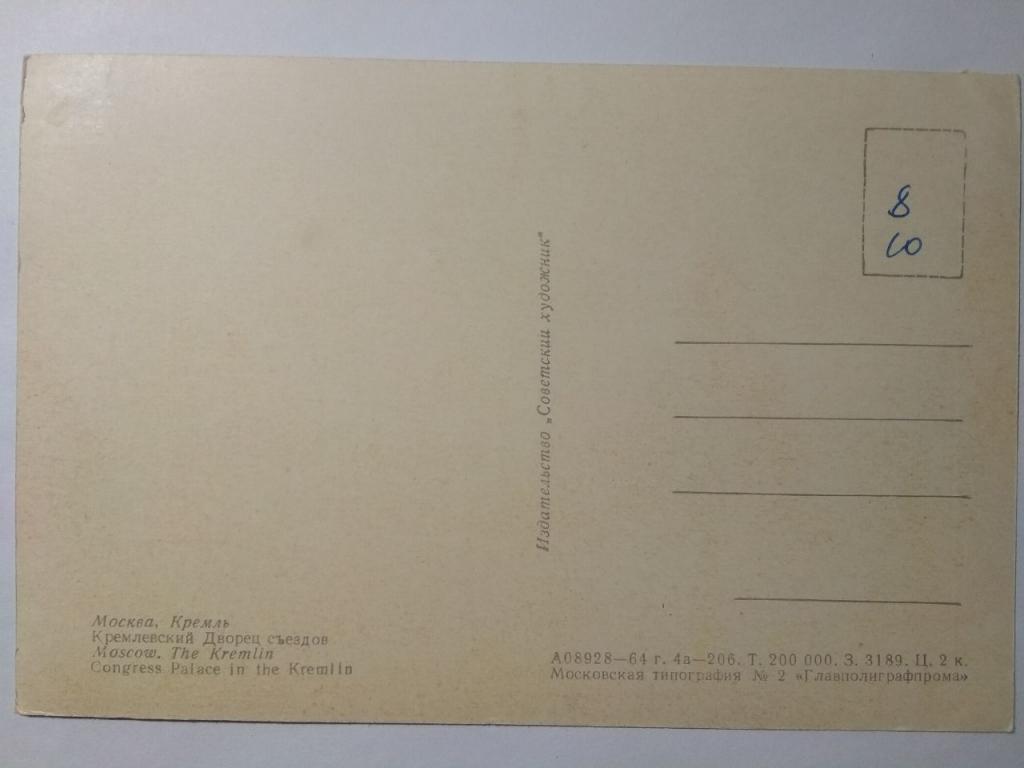 Москва, Кремль
Кремлевский Дворец съездов
Moscow. The Kremlin
Congress Palace in the Kremlin
Издательство „Советский художник"
8
10
А08928—64 г. 4а—206. Т. 200 000. З. 3189. Ц. 2 к.
Московская типография № 2 «Главполиграфпрома»